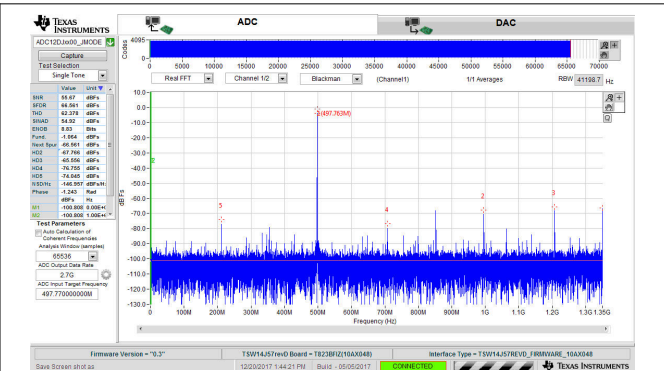 TEXAS INSTRUMENTS
ADC
DAC
ADC12DJxx00_JMODE
Capture
Test Selection
Single Tone
Value Unit
SNR 55.67 dBFs
SFDR 66.561 dBFs
THD 62.378 dBFs
SINAD 54.92 dBFs
ENOB 8.83 Bits
Fund. -1.064 dBFs
Next Spur -66.961 dBFs
HD2 -67.766 dBFs
HD3 -65.556 dBFs
HD4 -76.755 dBFs
HD5 -74.045 dBFs
NSD/Hz -146.957 dBFs/H
Phase -1.243 Rad
dBFs Hz
M1 -100.808 0.00E+
M2 -100.808 1.00E+
Test Parameters
Auto Calculation of
Coherent Frequencies
Analysis Window (samples)
65536
ADC Output Data Rate
2.7G
ADC Input Target Frequency
497.770000000M
Codes
4095
0
0 5000 10000 15000 20000 25000 30000 35000 40000 45000 50000 55000 60000 65000 70000
Real FFT Channel 1/2 Blackman (Channel1) 1/1 Averages RBW 41198.7 Hz
dBFs
10.0
0.0
-10.0
-20.0
-30.0
-40.0
-50.0
-60.0
-70.0
-80.0
-90.0
-100.0
-110.0
-120.0
-130.0
(497.763M)
5
4
2
3
0 100M 200M 300M 400M 500M 600M 700M 800M 900M 1G 1.1G 1.2G 1.3G 1.35G
Frequency (Hz)
Firmware Version = "0.3" TSW14J57revD Board = T823BFIZ(10AX048) Interface Type = TSW14J57REVD_FIRMWARE_10AX048
Save Screen shot as 12/20/2017 1:44:21 PM Build - 05/05/2017 CONNECTED TEXAS INSTRUMENTS